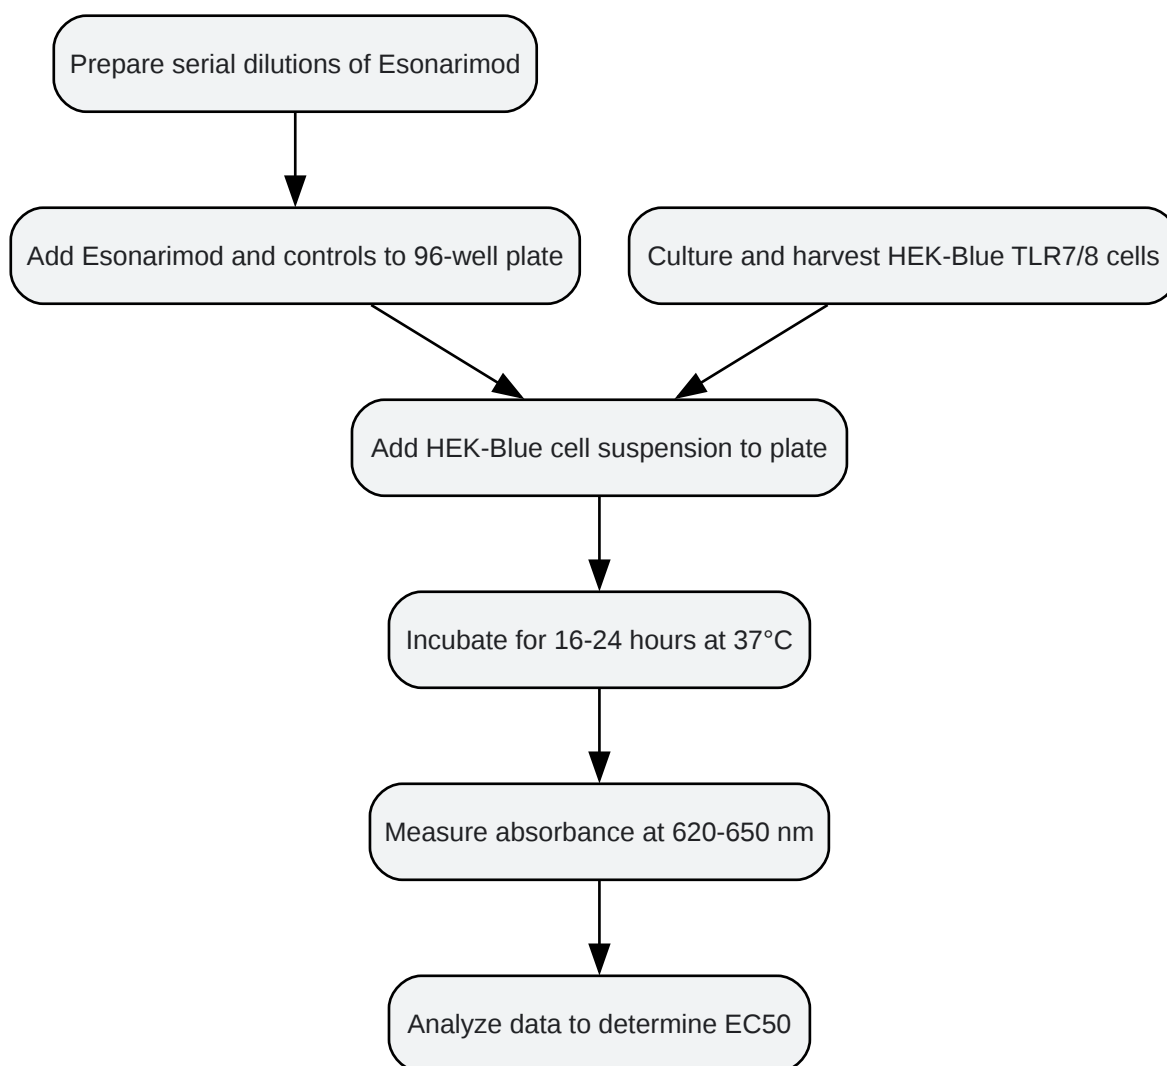 Prepare serial dilutions of Esonarimod
Add Esonarimod and controls to 96-well plate
Culture and harvest HEK-Blue TLR7/8 cells
Add HEK-Blue cell suspension to plate
Incubate for 16-24 hours at 37°C
Measure absorbance at 620-650 nm
Analyze data to determine EC50